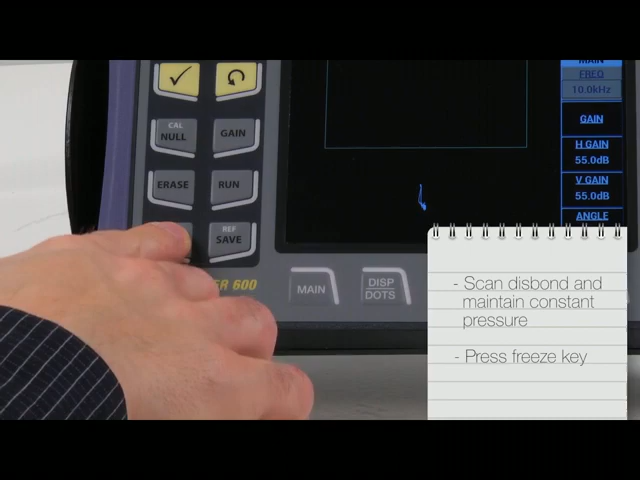 MAIN
FREQ
10.0kHz
CAL
NULL
GAIN
GAIN
H GAIN
55.0dB
ERASE
RUN
V GAIN
55.0dB
ANGLE
REF
SAVE
600
MAIN
DISP
DOTS
- Scan disbond and
maintain constant
pressure
- Press freeze key